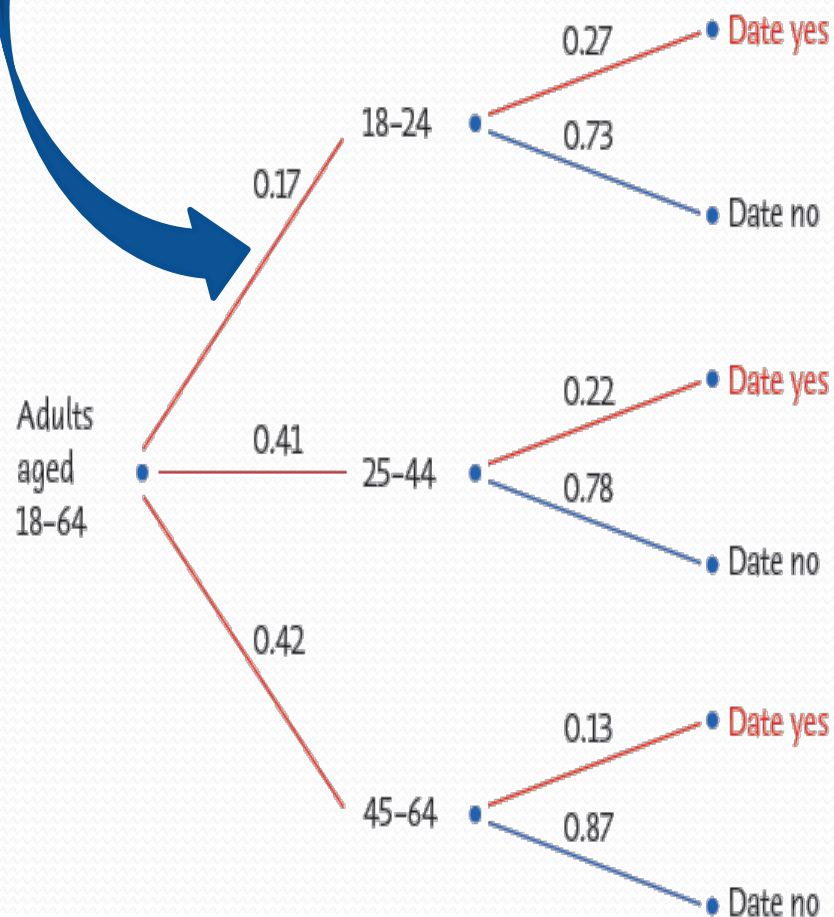 0.27
Date yes
18–24
0.73
0.17
Date no
Adults
aged
18–64
0.41
0.22
Date yes
25–44
0.78
Date no
0.42
0.13
Date yes
45–64
0.87
Date no